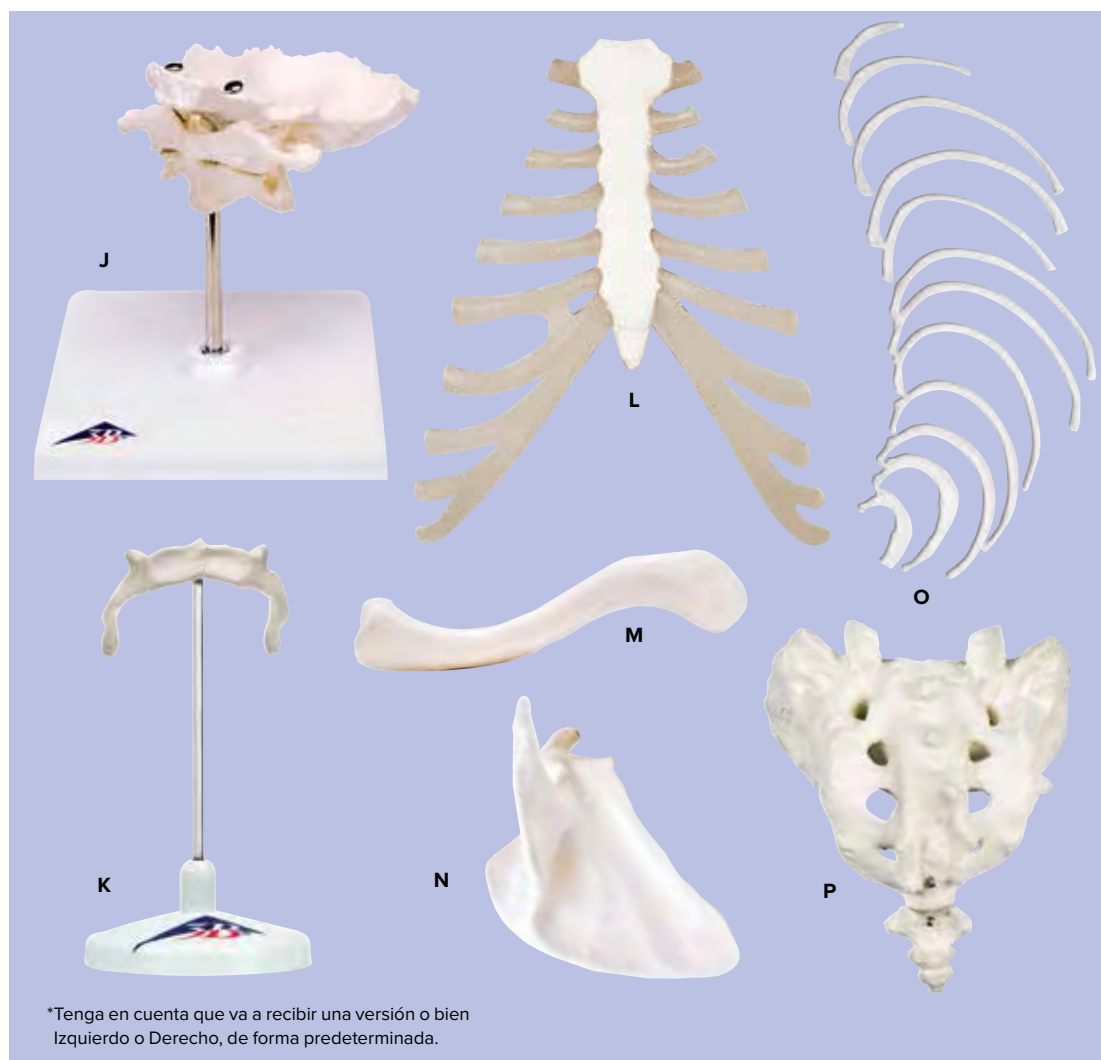 J
L
O
M
K
N
P
*Tenga en cuenta que va a recibir una versión o bien
Izquierdo o Derecho, de forma predeterminada.